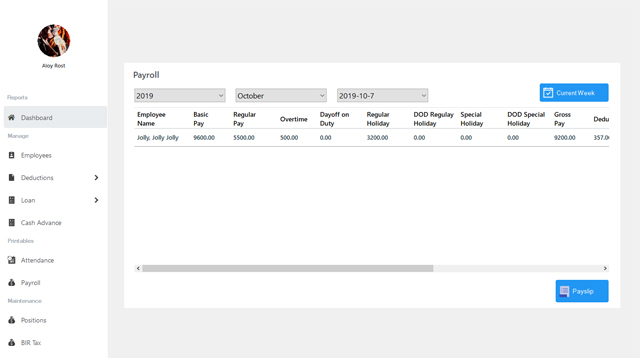 Aloy Rost
Reports
Dashboard
Manage
Employees
Deductions
Loan
Cash Advance
Printables
Attendance
Payroll
Maintenance
Positions
BIR Tax
Payroll
2019 October 2019-10-7 Current Week
Employee Name Basic Pay Regular Pay Overtime Dayoff on Duty Regular Holiday DOD Regulay Holiday Special Holiday DOD Special Holiday Gross Pay Dedu
Jolly, Jolly Jolly 9600.00 5500.00 500.00 0.00 3200.00 0.00 0.00 0.00 9200.00 357.0
Payslip